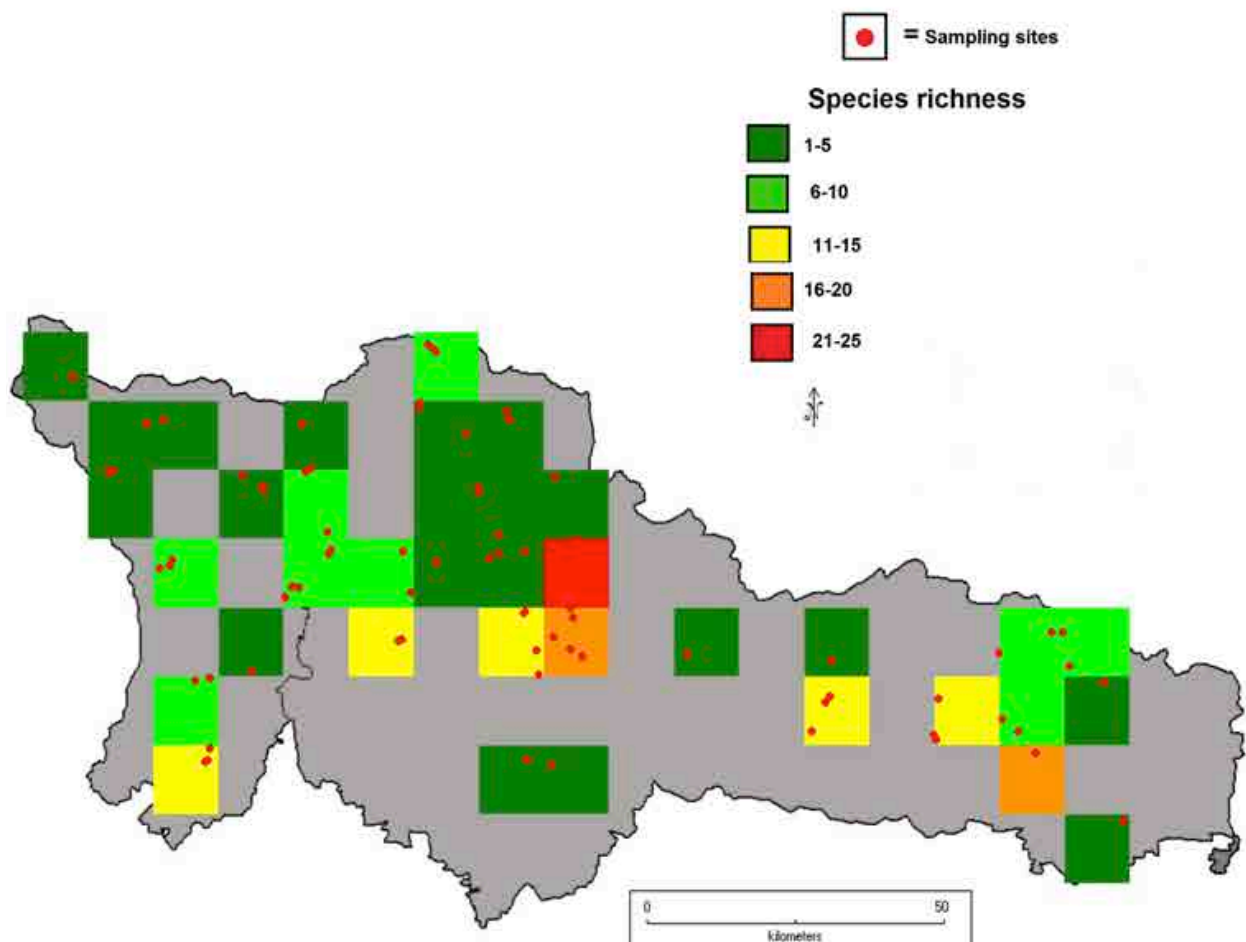 = Sampling sites
Species richness
1-5
6-10
11-15
16-20
21-25
0 50
kilometers